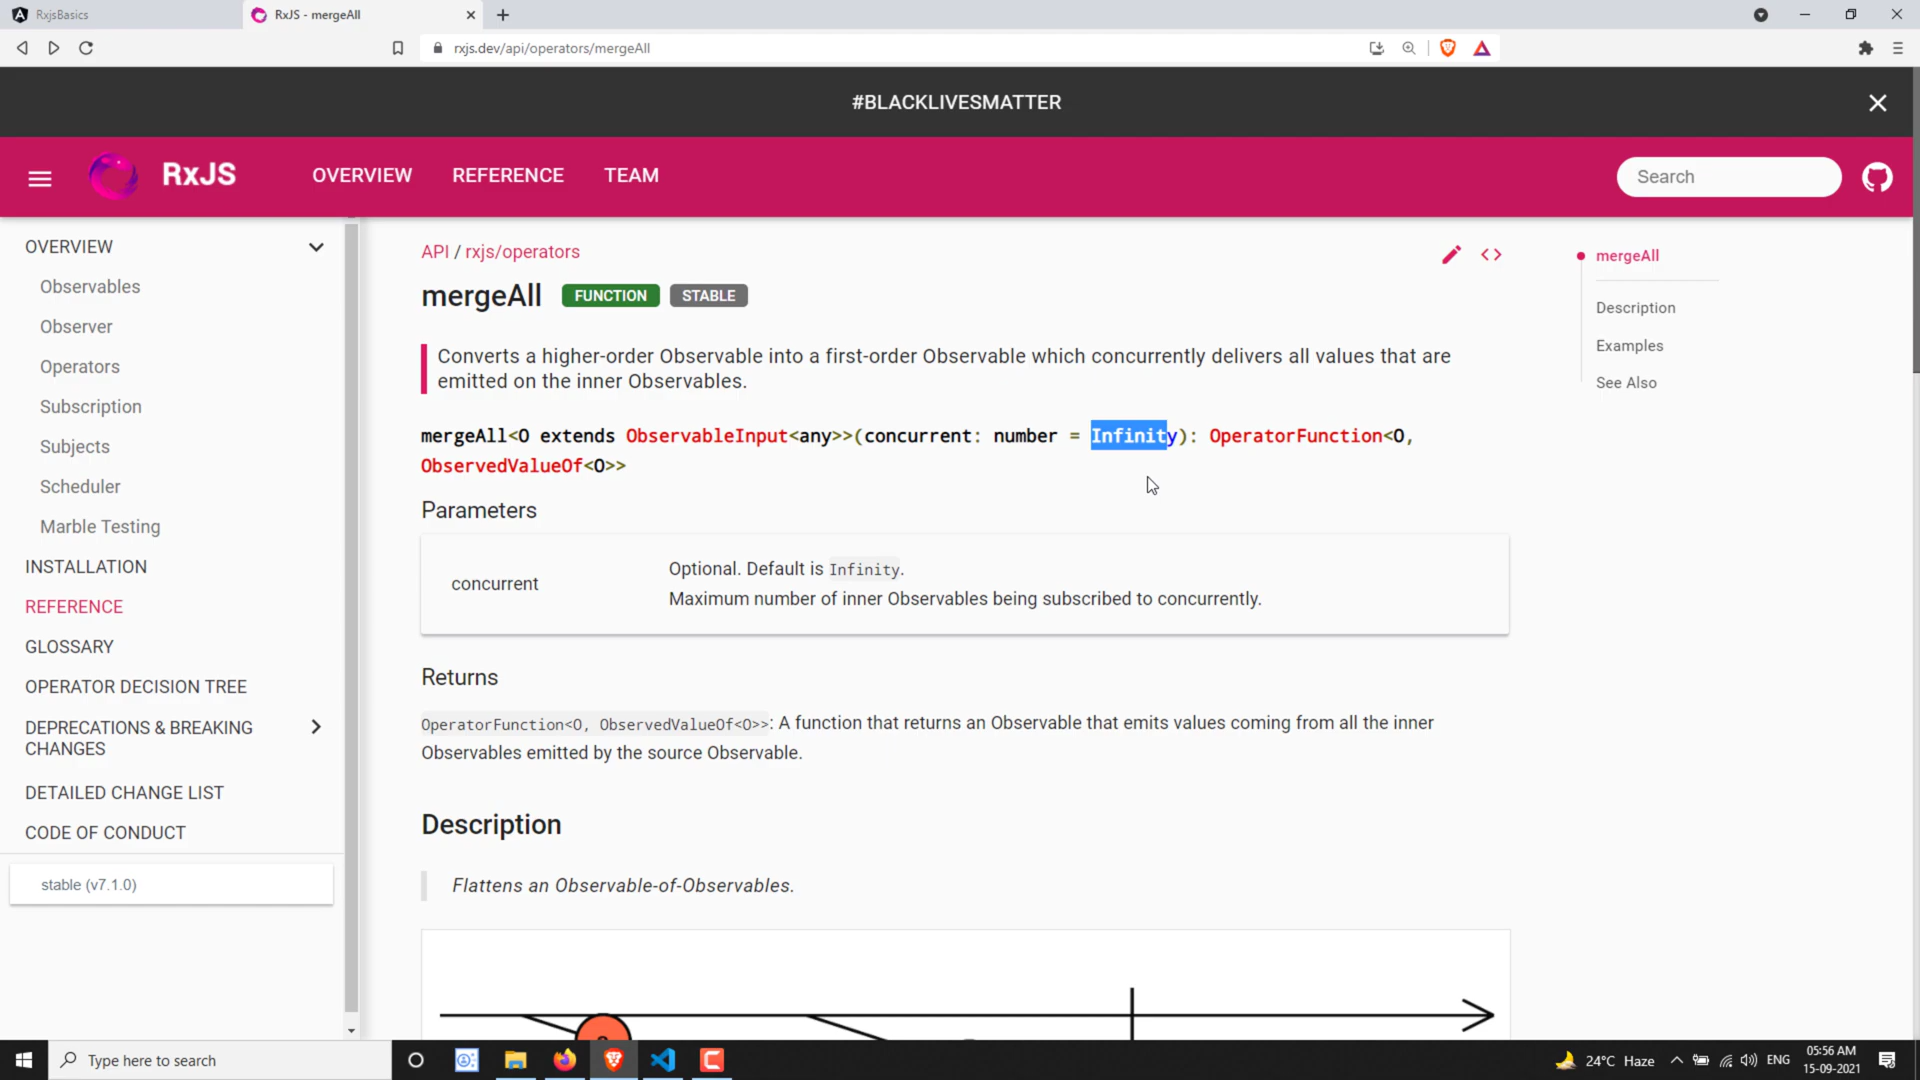 RxjsBasics
RxJS - mergeAll
rxjs.dev/api/operators/mergeAll
#BLACKLIVESMATTER
RxJS
OVERVIEW
REFERENCE
TEAM
Search
OVERVIEW
Observables
Observer
Operators
Subscription
Subjects
Scheduler
Marble Testing
INSTALLATION
REFERENCE
GLOSSARY
OPERATOR DECISION TREE
DEPRECATIONS & BREAKING
CHANGES
DETAILED CHANGE LIST
CODE OF CONDUCT
stable (v7.1.0)
API / rxjs/operators
mergeAll FUNCTION STABLE
Converts a higher-order Observable into a first-order Observable which concurrently delivers all values that are
emitted on the inner Observables.
mergeAll<O extends ObservableInput<any>>(concurrent: number = Infinity): OperatorFunction<O,
ObservedValueOf<O>>
Parameters
concurrent
Optional. Default is Infinity.
Maximum number of inner Observables being subscribed to concurrently.
Returns
OperatorFunction<O, ObservedValueOf<O>>: A function that returns an Observable that emits values coming from all the inner
Observables emitted by the source Observable.
Description
Flattens an Observable-of-Observables.
mergeAll
Description
Examples
See Also
Type here to search
24°C Haze
ENG
05:56 AM
15-09-2021